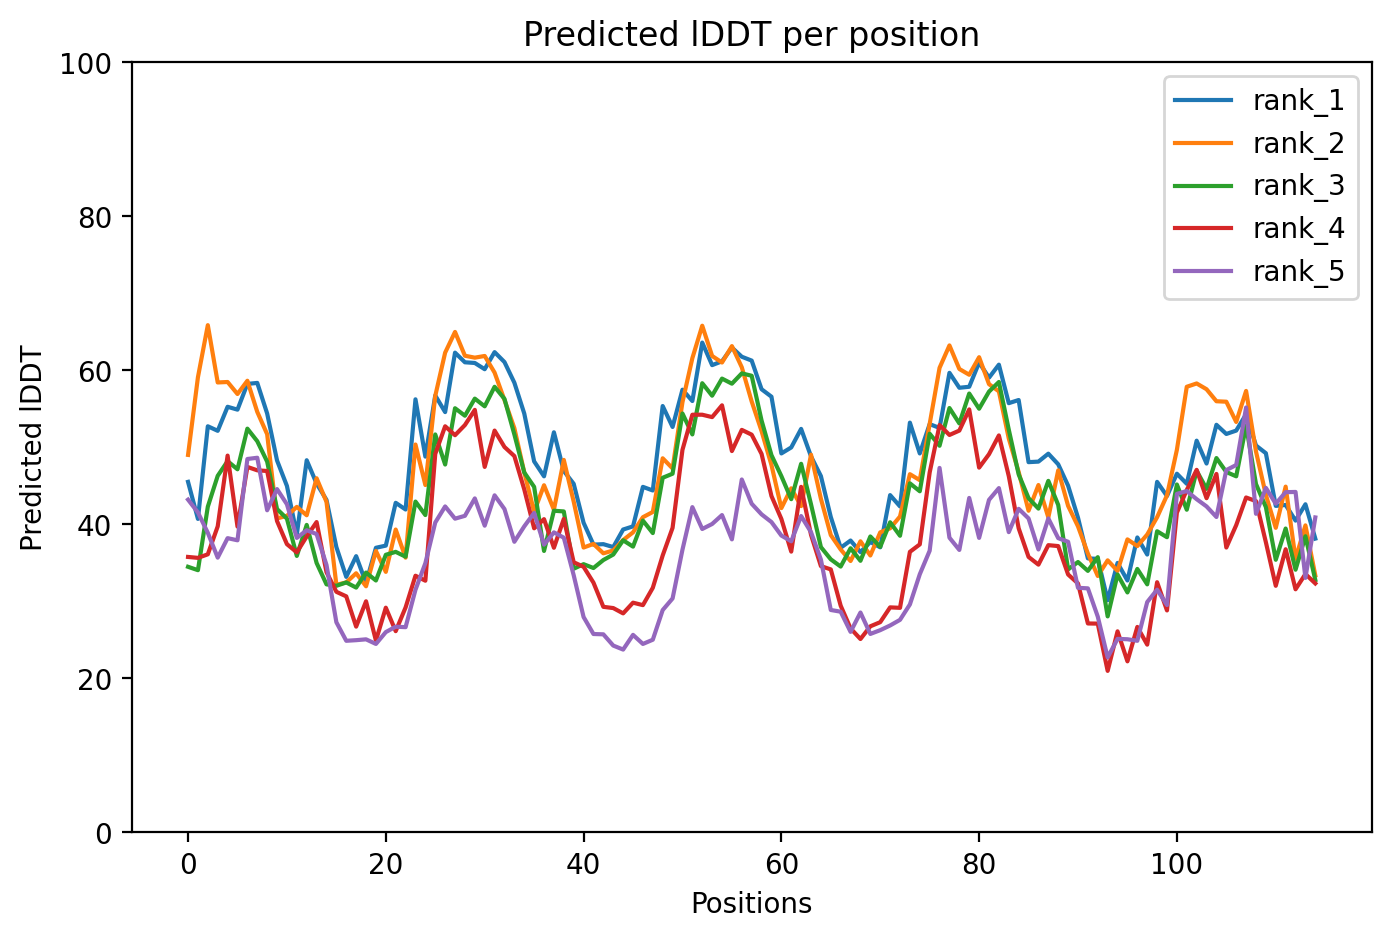 Predicted lDDT per position
100
80
60
40
20
0
Predicted lDDT
0 20 40 60 80 100
Positions
rank_1
rank_2
rank_3
rank_4
rank_5